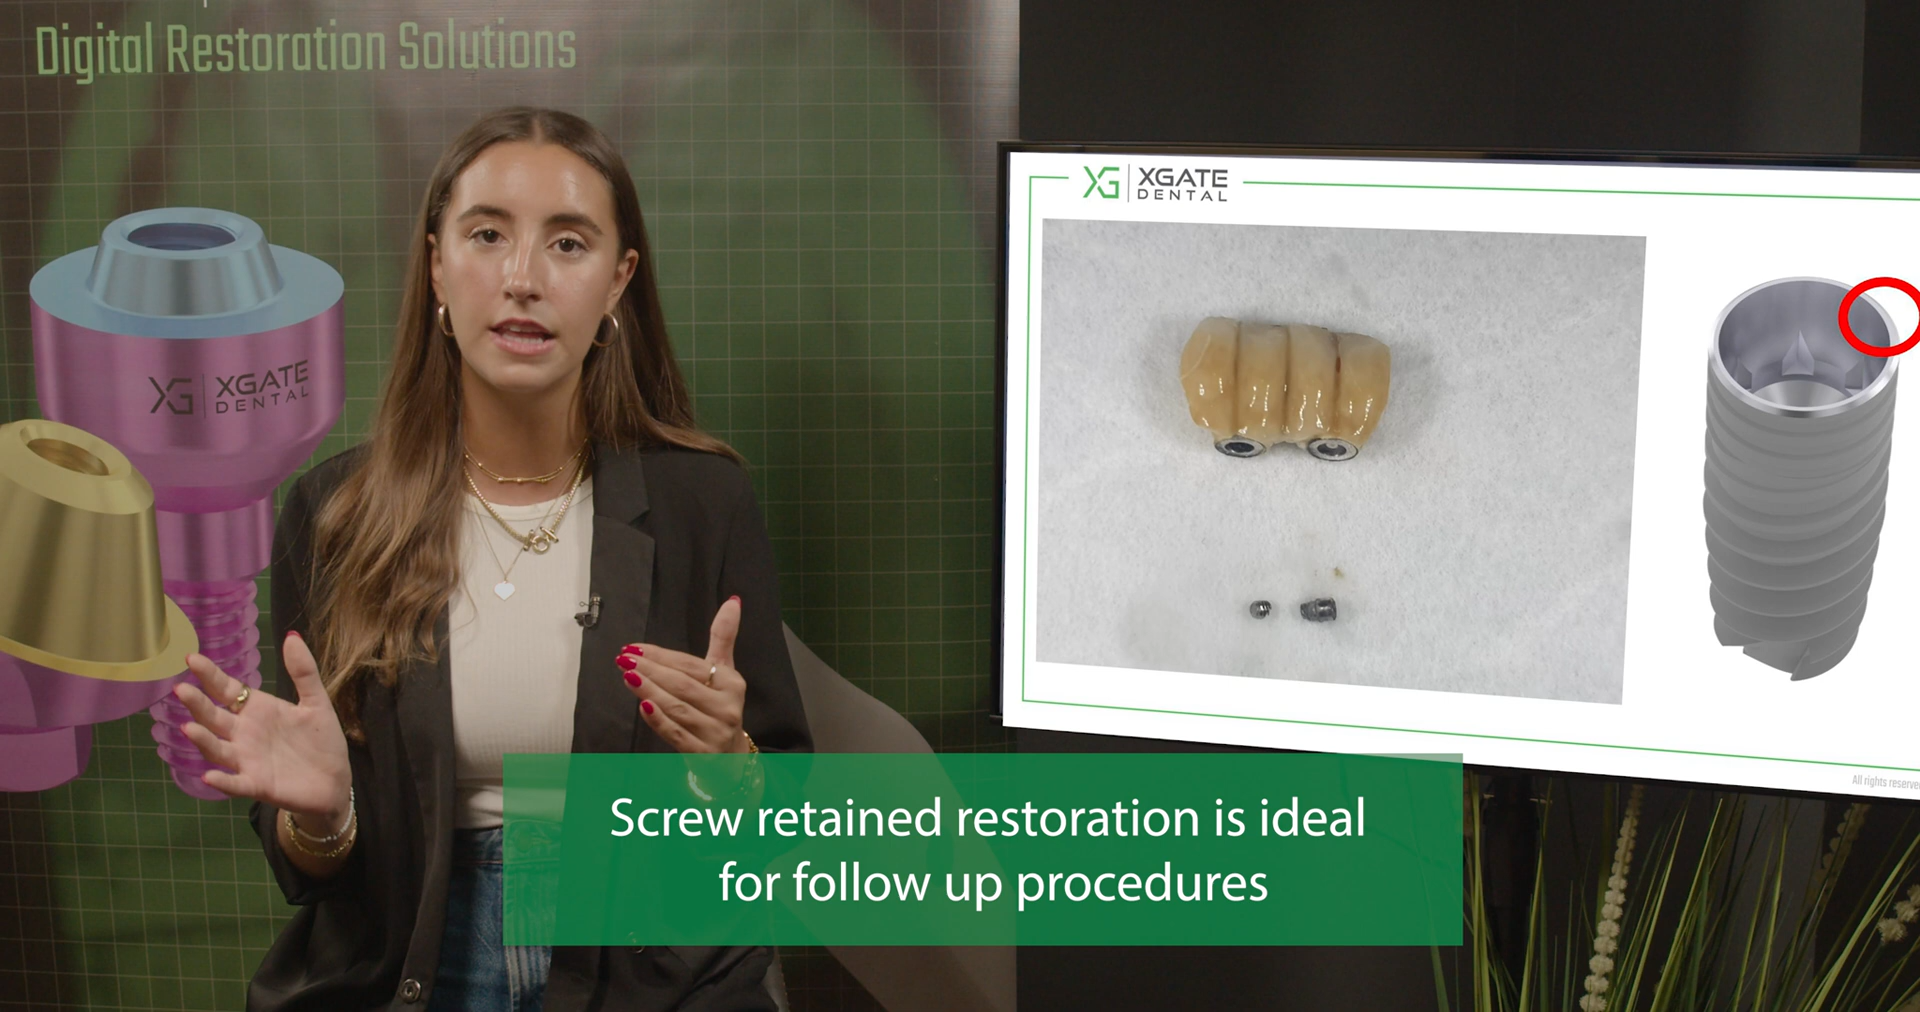 Digital Restoration Solutions
XG XGATE
DENTAL
XG XGATE
DENTAL
All rights reserve
Screw retained restoration is ideal
for follow up procedures